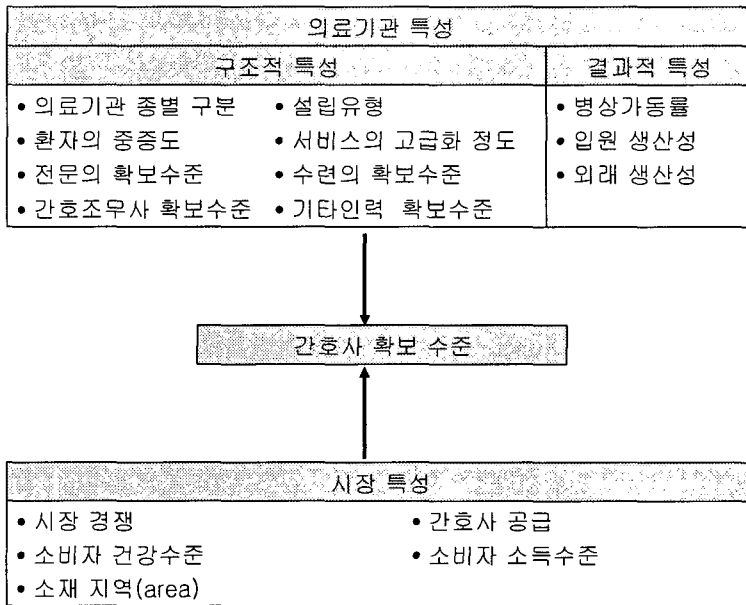 의료기관 특성
구조적 특성 결과적 특성
• 의료기관 종별 구분 • 설립유형 • 병상가동률
• 환자의 중증도 • 서비스의 고급화 정도 • 입원 생산성
• 전문의 확보수준 • 수련의 확보수준 • 외래 생산성
• 간호조무사 확보수준 • 기타인력 확보수준
간호사 확보 수준
시장 특성
• 시장 경쟁 • 간호사 공급
• 소비자 건강수준 • 소비자 소득수준
• 소재 지역(area)